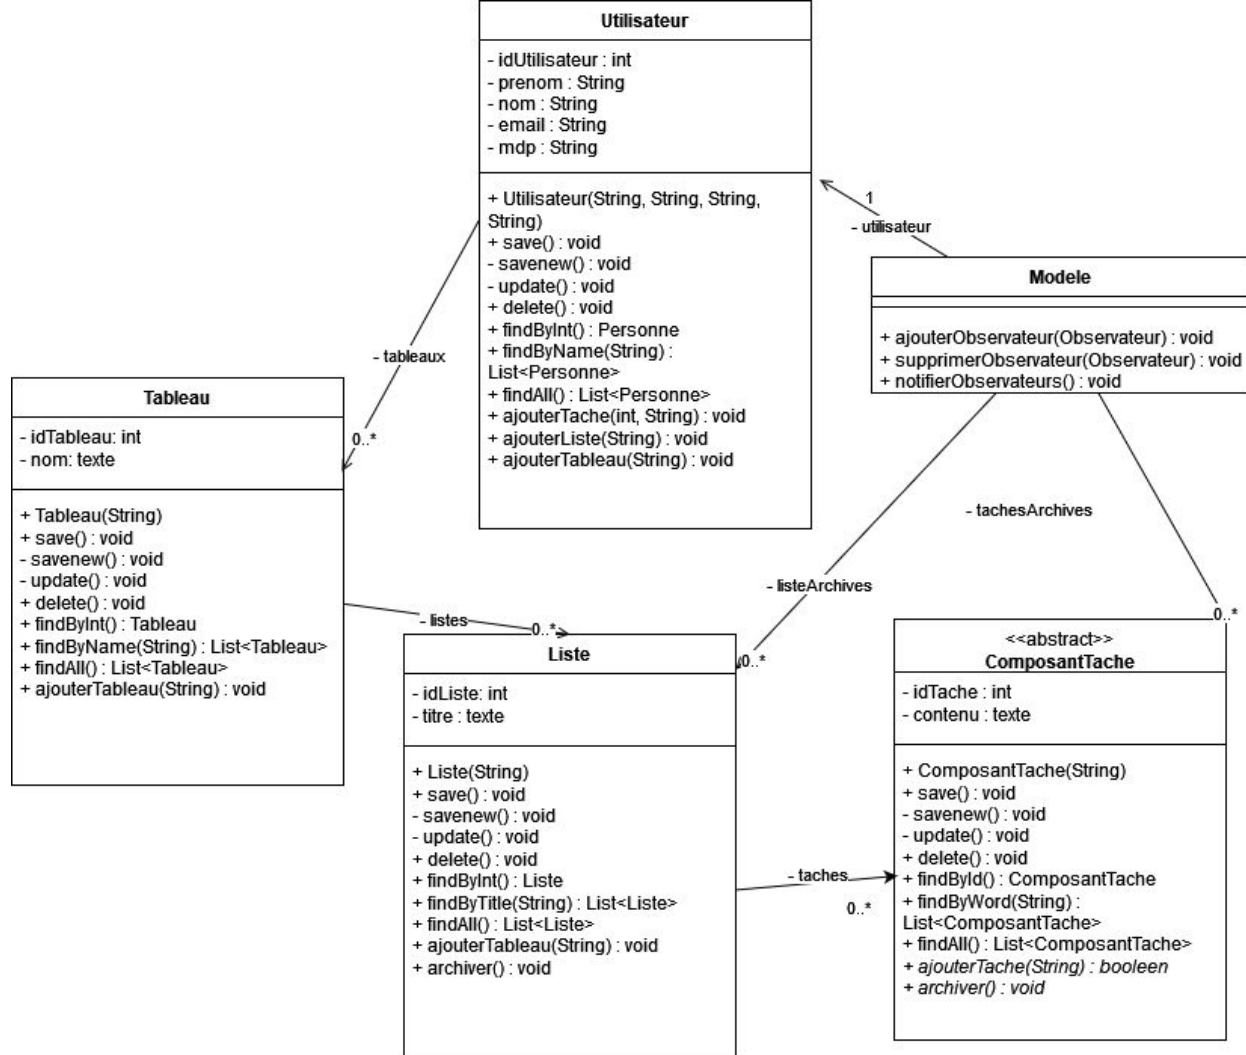 Utilisateur
- idUtilisateur : int
- prenom : String
- nom : String
- email : String
- mdp : String
+ Utilisateur(String, String, String,
String)
+ save() : void
- savenew() : void
- update() : void
+ delete() : void
+ findByInt() : Personne
+ findByName(String) :
List<Personne>
+ findAll() : List<Personne>
+ ajouterTache(int, String) : void
+ ajouterListe(String) : void
+ ajouterTableau(String) : void
1
- utilisateur
Modele
+ ajouterObservateur(Observateur) : void
+ supprimerObservateur(Observateur) : void
+ notifierObservateurs() : void
- tableaux
0..*
Tableau
- idTableau: int
- nom: texte
+ Tableau(String)
+ save() : void
- savenew() : void
- update() : void
+ delete() : void
+ findByInt() : Tableau
+ findByName(String) : List<Tableau>
+ findAll() : List<Tableau>
+ ajouterTableau(String) : void
- listes
0..*
- listeArchives
0..*
- tachesArchives
0..*
Liste
- idListe: int
- titre : texte
+ Liste(String)
+ save() : void
- savenew() : void
- update() : void
+ delete() : void
+ findByInt() : Liste
+ findByTitle(String) : List<Liste>
+ findAll() : List<Liste>
+ ajouterTableau(String) : void
+ archiver() : void
- taches
0..*
<<abstract>>
ComposantTache
- idTache : int
- contenu : texte
+ ComposantTache(String)
+ save() : void
- savenew() : void
- update() : void
+ delete() : void
+ findById() : ComposantTache
+ findByWord(String) :
List<ComposantTache>
+ findAll() : List<ComposantTache>
+ ajouterTache(String) : booleen
+ archiver() : void